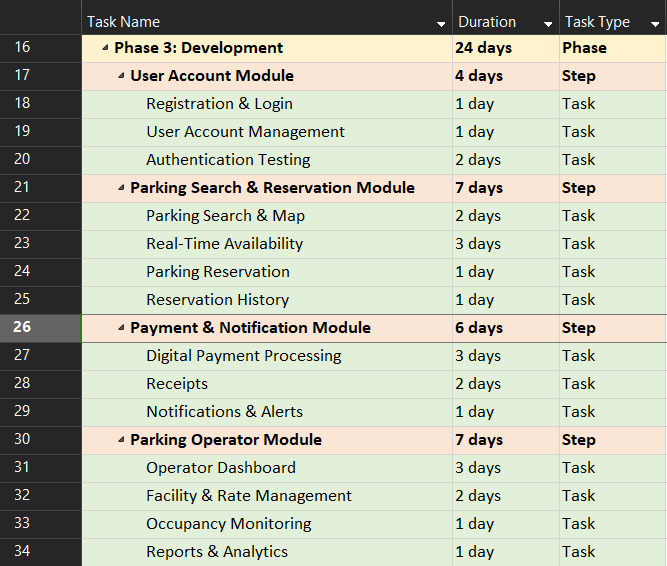 Task Name Duration Task Type
16 Phase 3: Development 24 days Phase
17 User Account Module 4 days Step
18 Registration & Login 1 day Task
19 User Account Management 1 day Task
20 Authentication Testing 2 days Task
21 Parking Search & Reservation Module 7 days Step
22 Parking Search & Map 2 days Task
23 Real-Time Availability 3 days Task
24 Parking Reservation 1 day Task
25 Reservation History 1 day Task
26 Payment & Notification Module 6 days Step
27 Digital Payment Processing 3 days Task
28 Receipts 2 days Task
29 Notifications & Alerts 1 day Task
30 Parking Operator Module 7 days Step
31 Operator Dashboard 3 days Task
32 Facility & Rate Management 2 days Task
33 Occupancy Monitoring 1 day Task
34 Reports & Analytics 1 day Task